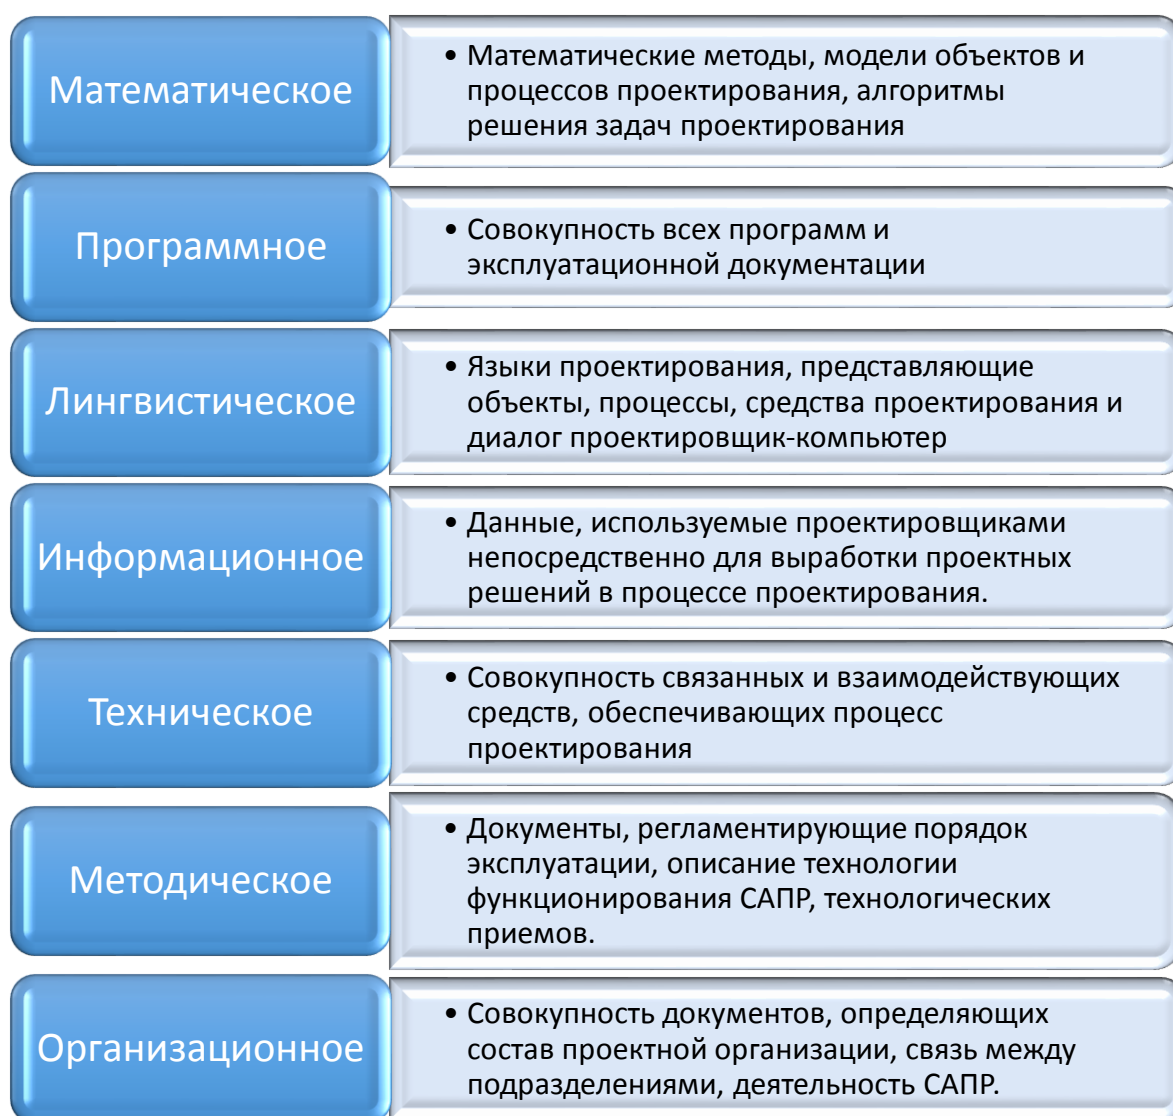 Математическое
• Математические методы, модели объектов и
процессов проектирования, алгоритмы
решения задач проектирования
Программное
• Совокупность всех программ и
эксплуатационной документации
Лингвистическое
• Языки проектирования, представляющие
объекты, процессы, средства проектирования и
диалог проектировщик-компьютер
Информационное
• Данные, используемые проектировщиками
непосредственно для выработки проектных
решений в процессе проектирования.
Техническое
• Совокупность связанных и взаимодействующих
средств, обеспечивающих процесс
проектирования
Методическое
• Документы, регламентирующие порядок
эксплуатации, описание технологии
функционирования САПР, технологических
приемов.
Организационное
• Совокупность документов, определяющих
состав проектной организации, связь между
подразделениями, деятельность САПР.